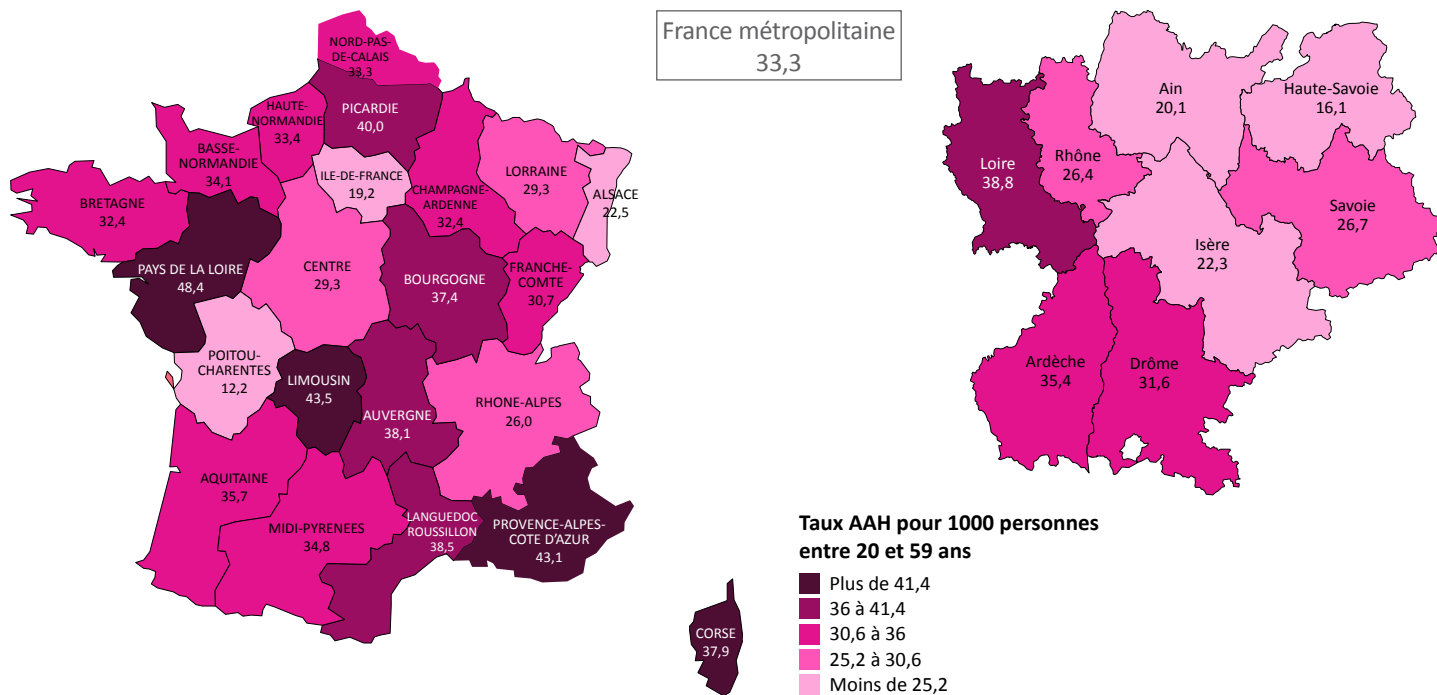 France métropolitaine
33,3
NORD-PAS-
DE-CALAIS
33,3
PICARDIE
40,0
HAUTE-
NORMANDIE
33,4
BASSE-
NORMANDIE
34,1
ILE-DE-FRANCE
19,2
CHAMPAGNE-
ARDENNE
32,4
LORRAINE
29,3
ALSACE
22,5
BRETAGNE
32,4
PAYS DE LA LOIRE
48,4
CENTRE
29,3
BOURGOGNE
37,4
FRANCHE-
COMTE
30,7
POITOU-
CHARENTES
12,2
LIMOUSIN
43,5
AUVERGNE
38,1
RHONE-ALPES
26,0
AQUITAINE
35,7
MIDI-PYRENEES
34,8
LANGUEDOC
ROUSSILLON
38,5
PROVENCE-ALPES-
COTE D'AZUR
43,1
CORSE
37,9
Ain
20,1
Haute-Savoie
16,1
Loire
38,8
Rhône
26,4
Savoie
26,7
Isère
22,3
Ardèche
35,4
Drôme
31,6
Taux AAH pour 1000 personnes
entre 20 et 59 ans
Plus de 41,4
36 à 41,4
30,6 à 36
25,2 à 30,6
Moins de 25,2